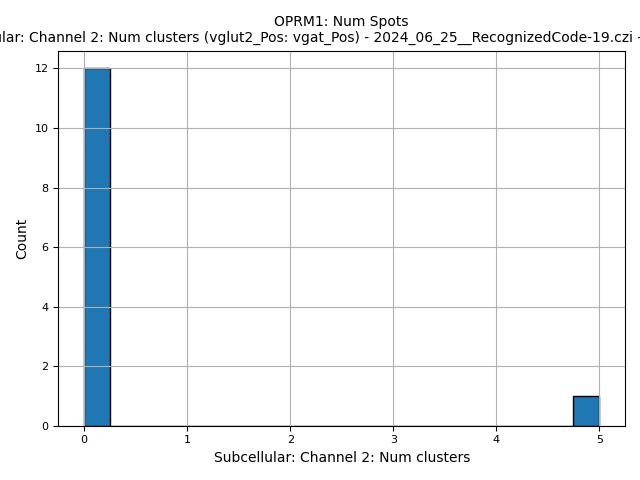 OPRM1: Num Spots
lar: Channel 2: Num clusters (vglut2_Pos: vgat_Pos) - 2024_06_25__RecognizedCode-19.czi -
12
10
8
6
4
2
0
Count
0 1 2 3 4 5
Subcellular: Channel 2: Num clusters